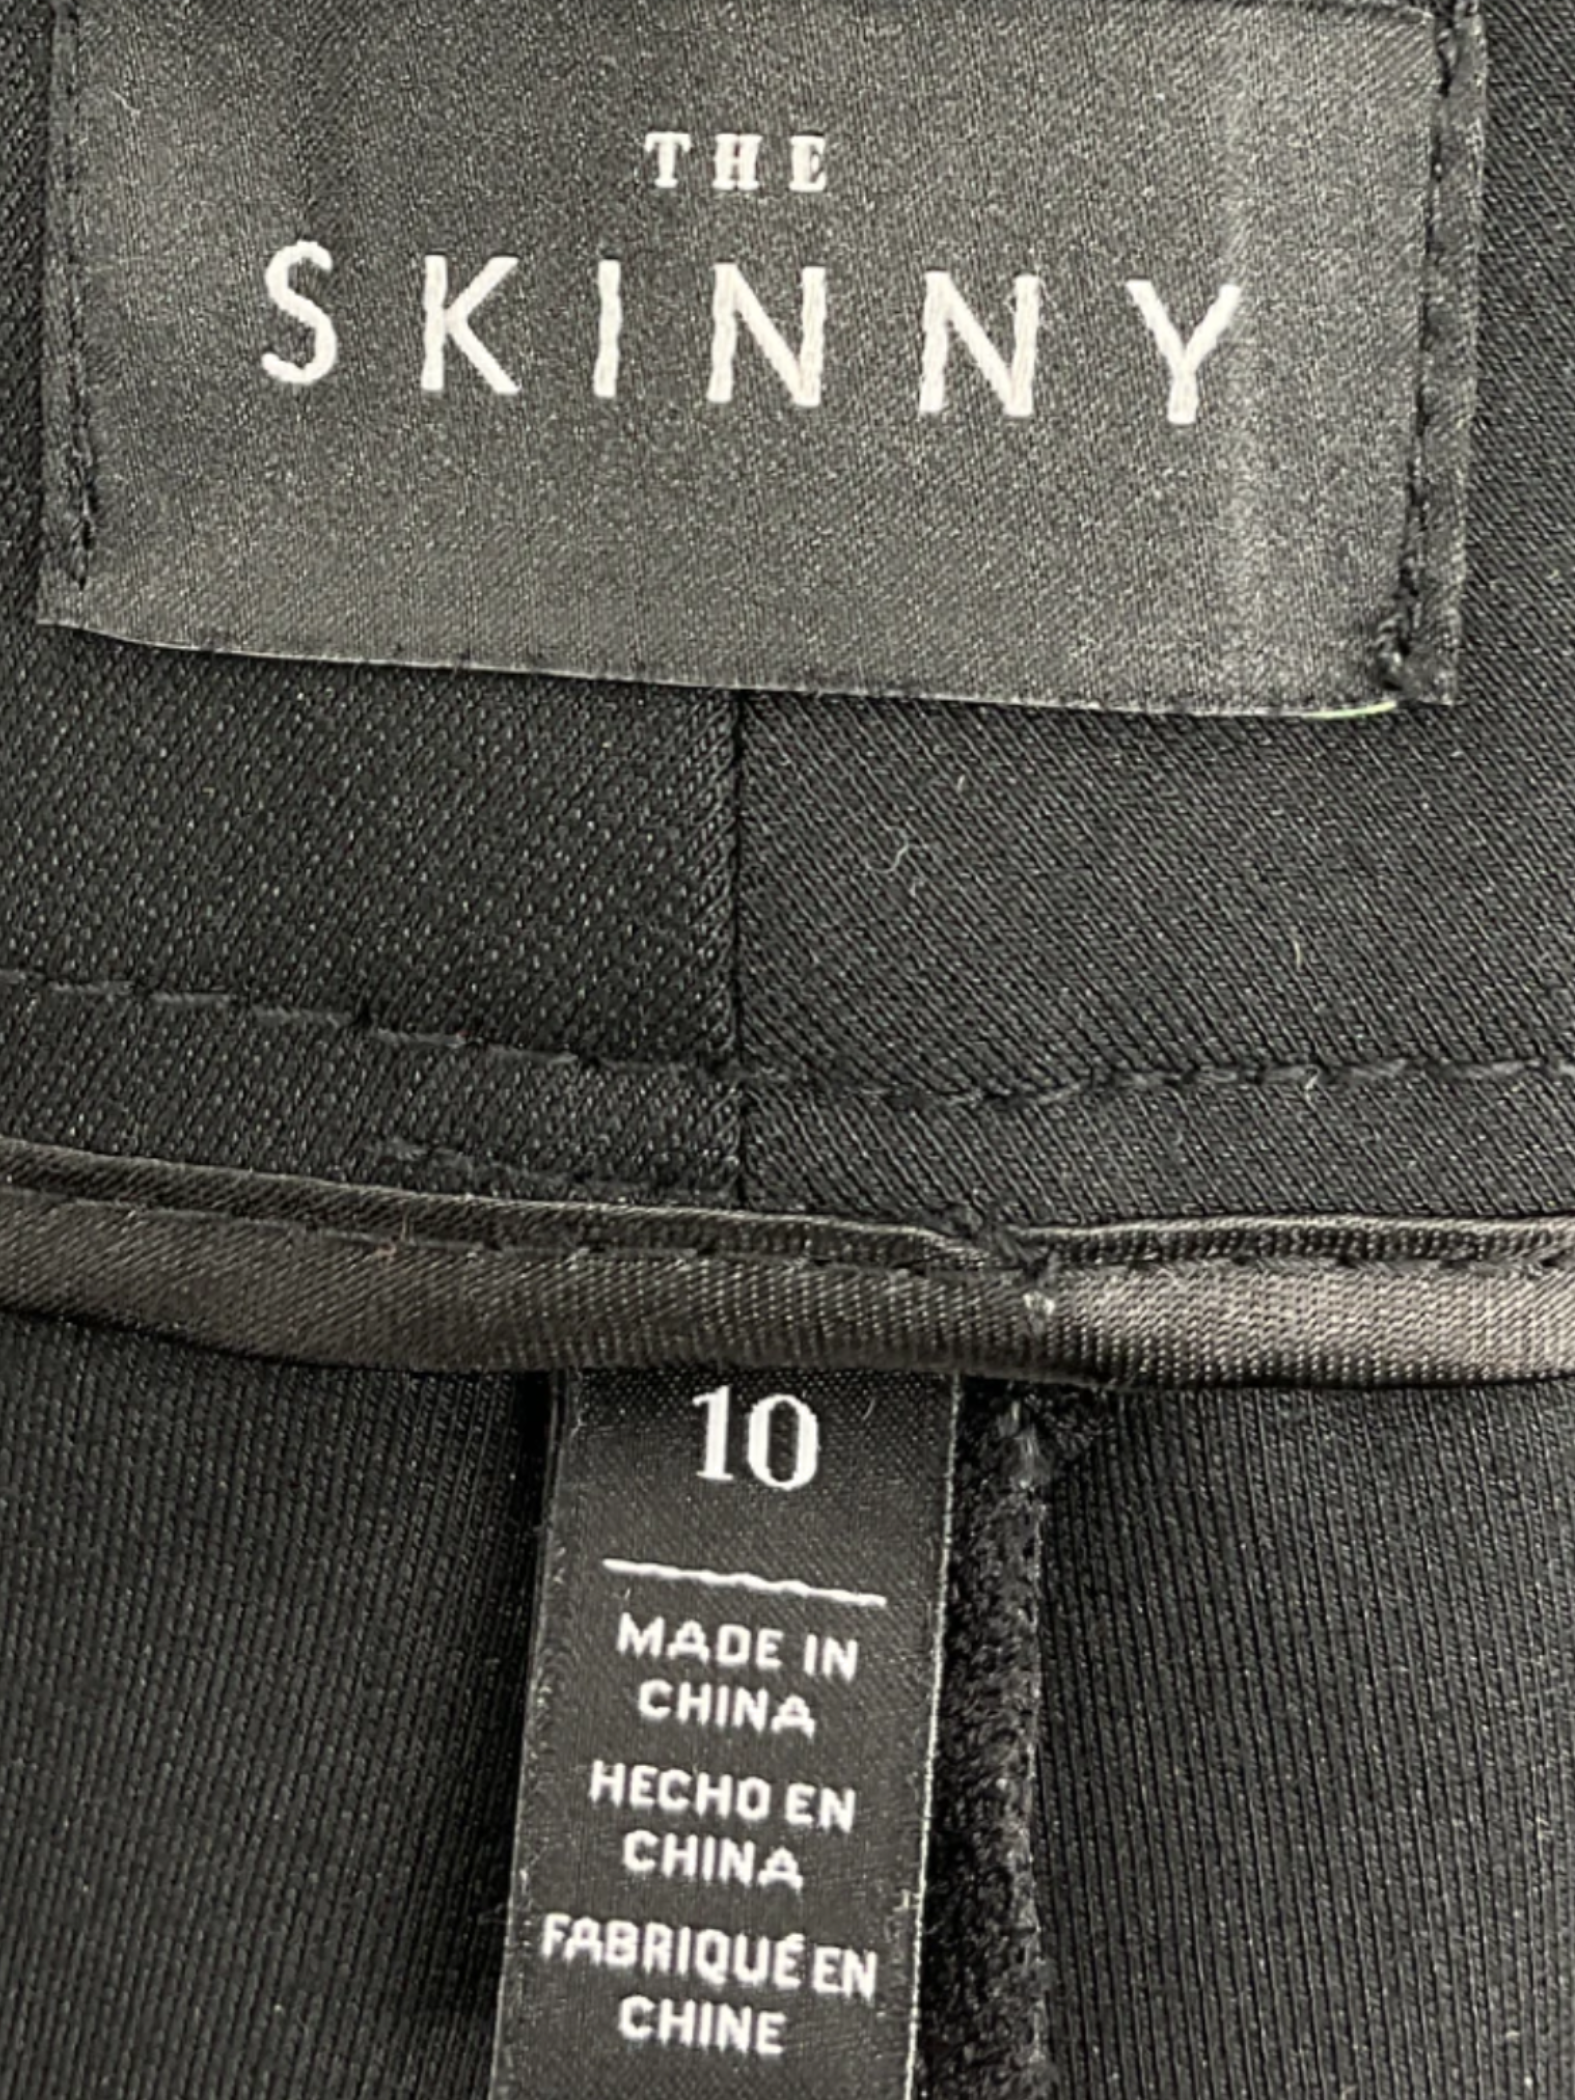 THE
SKINNY
10
MADE IN
CHINA
HECHO EN
CHINA
FABRIQUÉ EN
CHINE